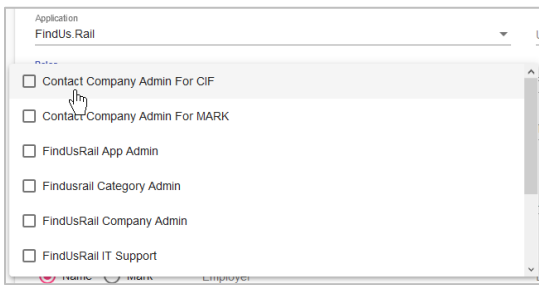 Application
FindUs.Rail
Contact Company Admin For CIF
Contact Company Admin For MARK
FindUsRail App Admin
Findusrail Category Admin
FindUsRail Company Admin
FindUsRail IT Support
Name Mark Employer